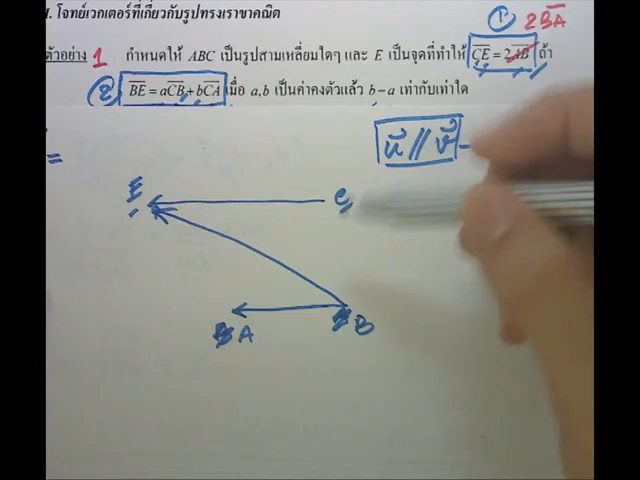 ① 2BA
โจทย์เวกเตอร์ที่เกี่ยวกับรูปทรงเรขาคณิต
ตัวอย่าง 1 กำหนดให้ ABC เป็นรูปสามเหลี่ยมใดๆ และ E เป็นจุดที่ทำให้ CE = 2AB ถ้า
② BE = aCB + bCA เมื่อ a,b เป็นค่าคงตัวแล้ว b − a เท่ากับเท่าใด
=
u // v
E C
A B